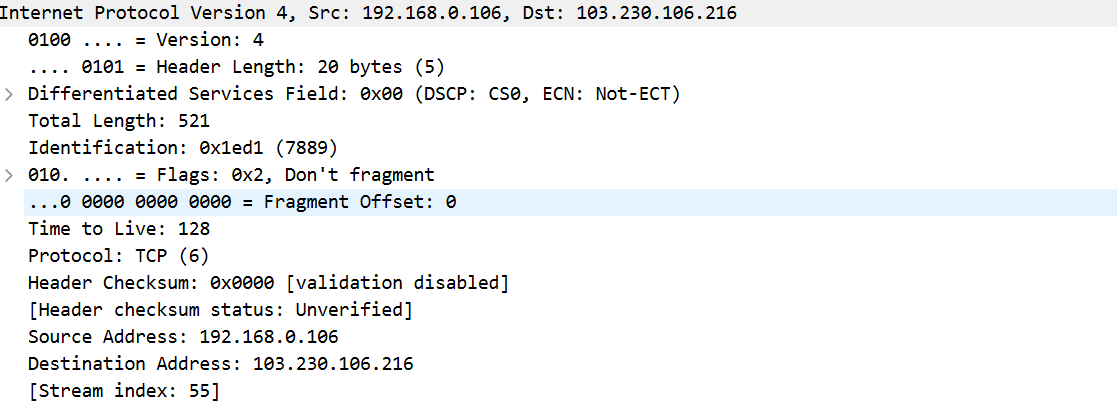 Internet Protocol Version 4, Src: 192.168.0.106, Dst: 103.230.106.216
0100 .... = Version: 4
.... 0101 = Header Length: 20 bytes (5)
Differentiated Services Field: 0x00 (DSCP: CS0, ECN: Not-ECT)
Total Length: 521
Identification: 0x1ed1 (7889)
010. .... = Flags: 0x2, Don't fragment
...0 0000 0000 0000 = Fragment Offset: 0
Time to Live: 128
Protocol: TCP (6)
Header Checksum: 0x0000 [validation disabled]
[Header checksum status: Unverified]
Source Address: 192.168.0.106
Destination Address: 103.230.106.216
[Stream index: 55]